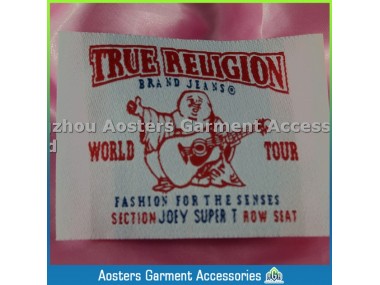 TRUE RELIGION
BRAND JEANS®
zhou Aosters Garment Access
d
WORLD TOUR
FASHION FOR THE SENSES
SECTION JOEY SUPER T ROW SEAT
Aosters Garment Accessories